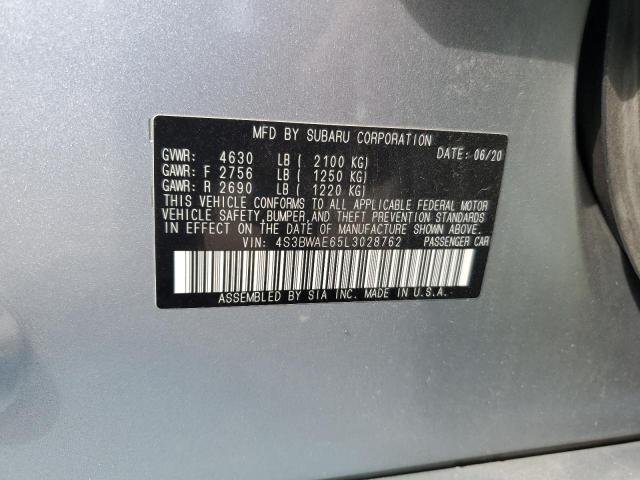 MFD BY SUBARU CORPORATION
DATE: 06/20
GVWR: 4630 LB ( 2100 KG)
GAWR: F 2756 LB ( 1250 KG)
GAWR: R 2690 LB ( 1220 KG)
THIS VEHICLE CONFORMS TO ALL APPLICABLE FEDERAL MOTOR
VEHICLE SAFETY, BUMPER, AND THEFT PREVENTION STANDARDS
IN EFFECT ON THE DATE OF MANUFACTURE SHOWN ABOVE.
VIN: 4S3BWAE65L3028762 PASSENGER CAR
ASSEMBLED BY SIA INC. MADE IN U.S.A.